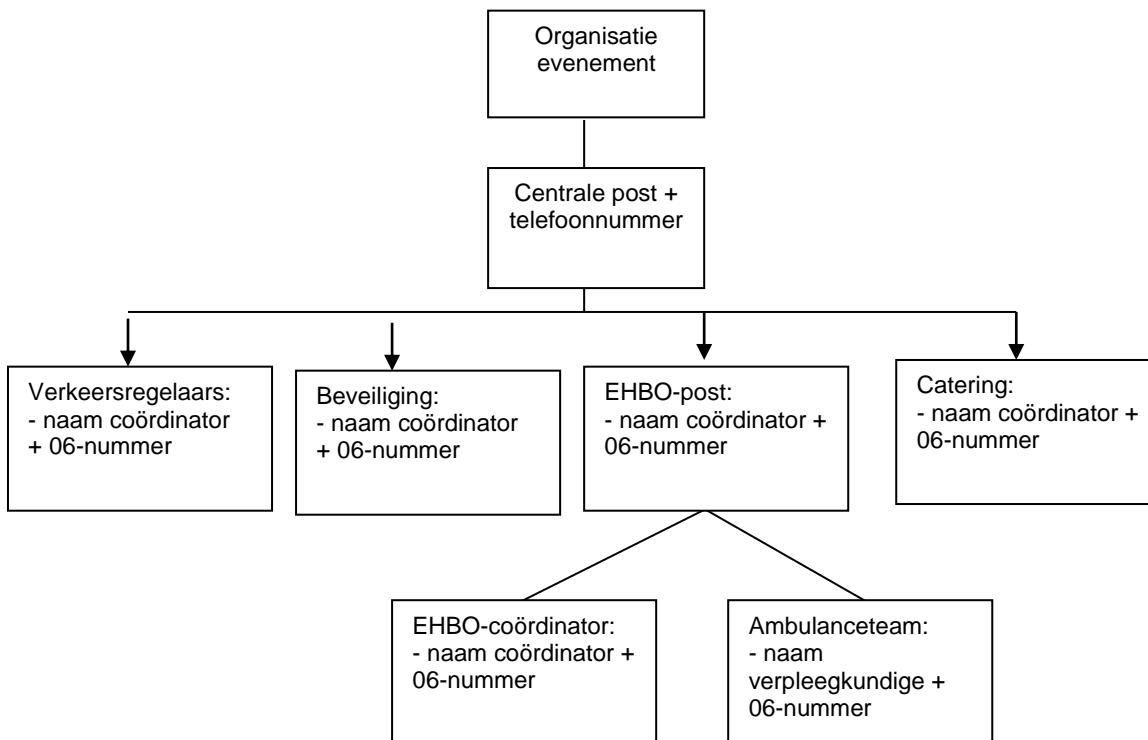 Organisatie
evenement
Centrale post +
telefoonnummer
Verkeersregelaars:
- naam coördinator
+ 06-nummer
Beveiliging:
- naam coördinator
+ 06-nummer
EHBO-post:
- naam coördinator +
06-nummer
Catering:
- naam coördinator +
06-nummer
EHBO-coördinator:
- naam coördinator +
06-nummer
Ambulanceteam:
- naam
verpleegkundige +
06-nummer